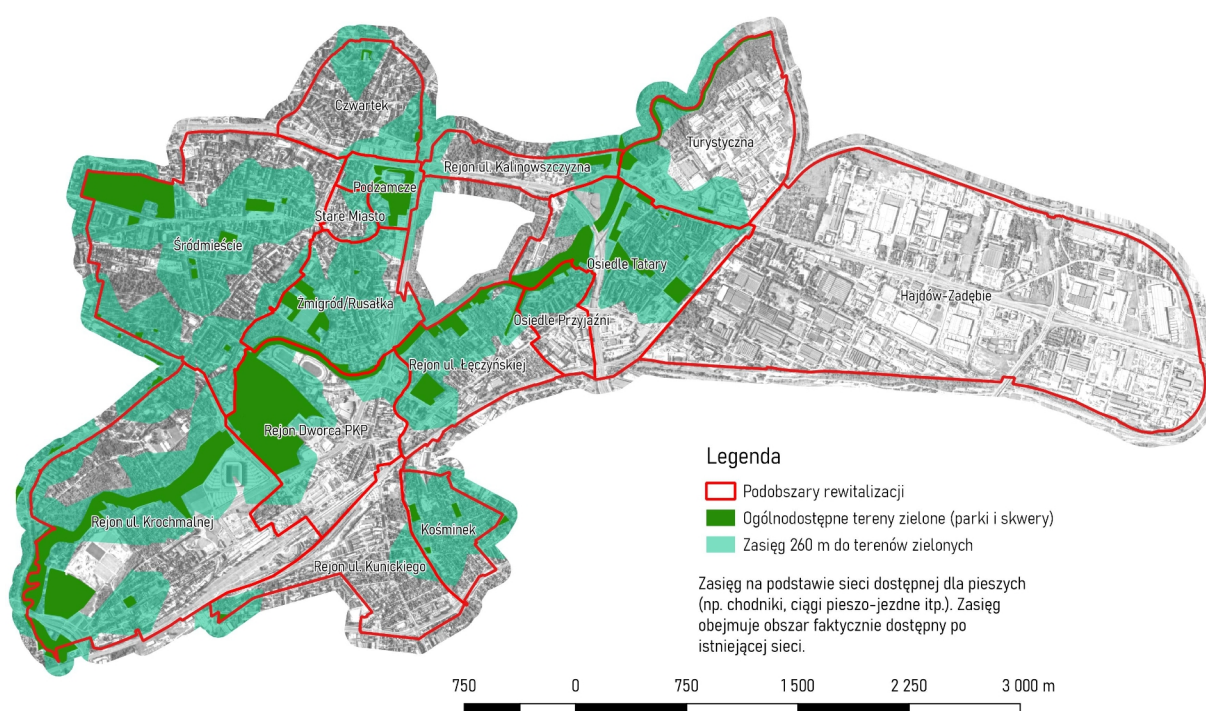 Czwartek
Turystyczna
Rejon ul. Kalinowszczyzna
Podzamcze
Stare Miasto
Śródmieście
Osiedle Tatary
Hajdów-Zadębie
Żmigród/Rusałka
Osiedle Przyjaźni
Rejon ul. Łęczyńskiej
Rejon Dworca PKP
Rejon ul. Krochmalnej
Kośminek
Rejon ul. Kunickiego
Legenda
Podobszary rewitalizacji
Ogólnodostępne tereny zielone (parki i skwery)
Zasięg 260 m do terenów zielonych
Zasięg na podstawie sieci dostępnej dla pieszych
(np. chodniki, ciągi pieszo-jezdne itp.). Zasięg
obejmuje obszar faktycznie dostępny po
istniejącej sieci.
750 0 750 1 500 2 250 3 000 m